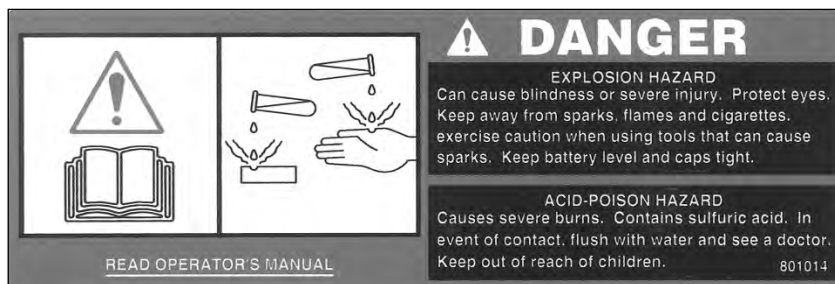 DANGER
EXPLOSION HAZARD
Can cause blindness or severe injury. Protect eyes.
Keep away from sparks, flames and cigarettes.
exercise caution when using tools that can cause
sparks. Keep battery level and caps tight.
ACID-POISON HAZARD
Causes severe burns. Contains sulfuric acid. In
event of contact, flush with water and see a doctor.
Keep out of reach of children.
801014
READ OPERATOR'S MANUAL